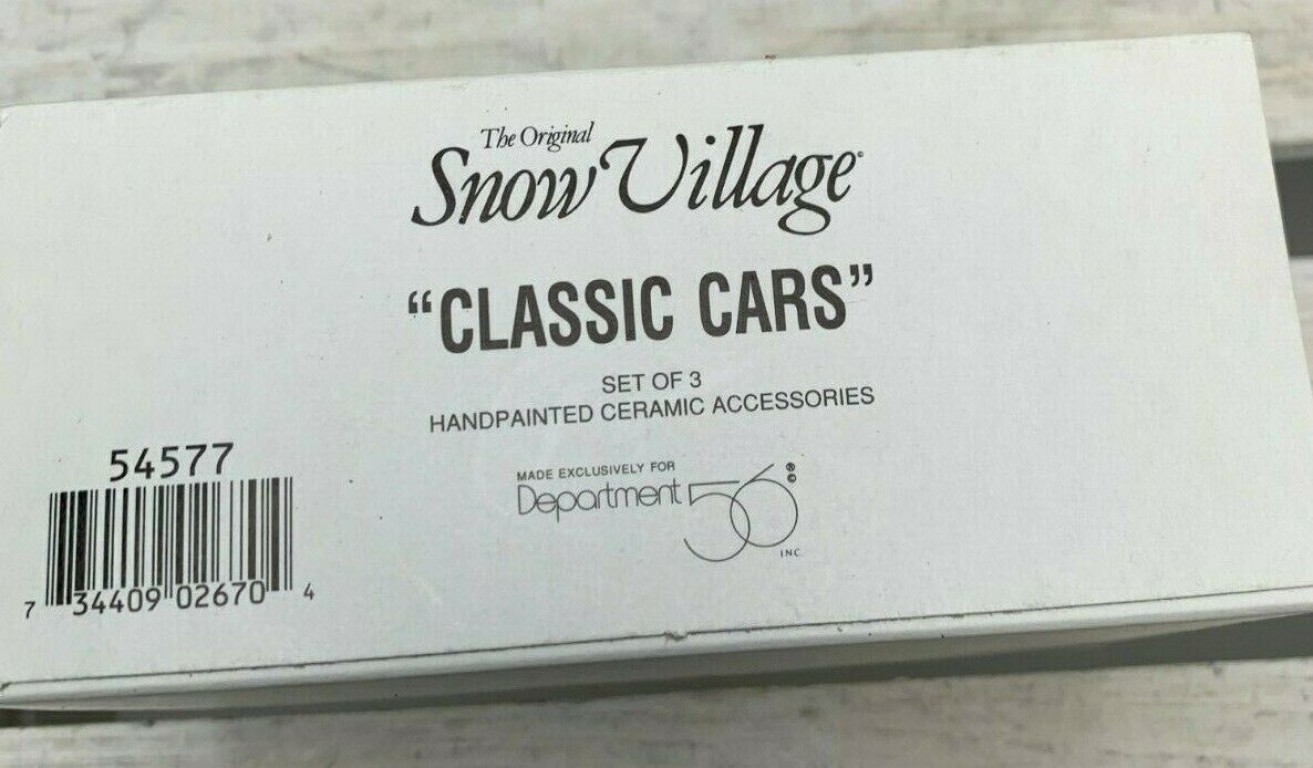 The Original
Snow Village®
“CLASSIC CARS”
SET OF 3
HANDPAINTED CERAMIC ACCESSORIES
MADE EXCLUSIVELY FOR
Department 56®©
INC
54577
7 34409 02670 4